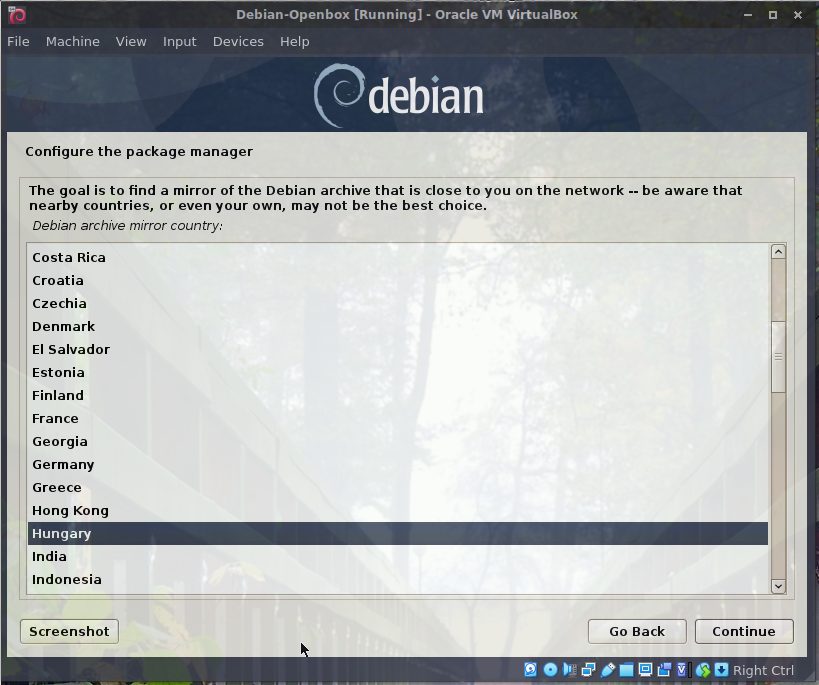 Debian-Openbox [Running] - Oracle VM VirtualBox
File Machine View Input Devices Help
debian
Configure the package manager
The goal is to find a mirror of the Debian archive that is close to you on the network -- be aware that
nearby countries, or even your own, may not be the best choice.
Debian archive mirror country:
Costa Rica
Croatia
Czechia
Denmark
El Salvador
Estonia
Finland
France
Georgia
Germany
Greece
Hong Kong
Hungary
India
Indonesia
Screenshot Go Back Continue
Right Ctrl